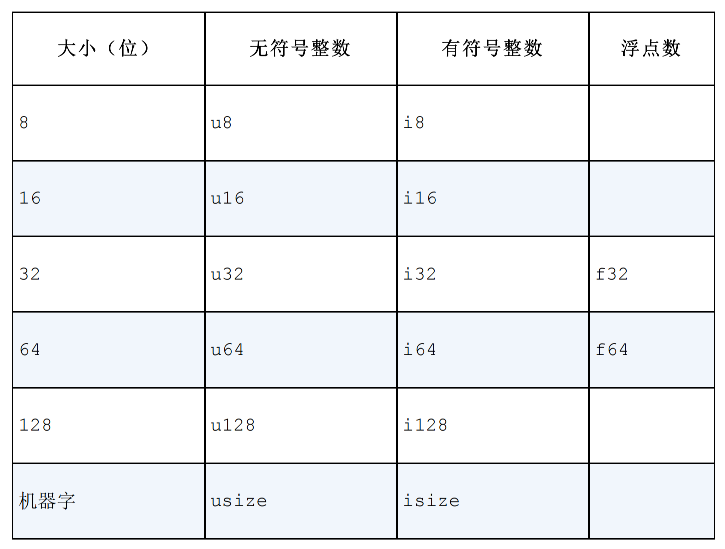 大小（位） 无符号整数 有符号整数 浮点数
8 u8 i8
16 u16 i16
32 u32 i32 f32
64 u64 i64 f64
128 u128 i128
机器字 usize isize